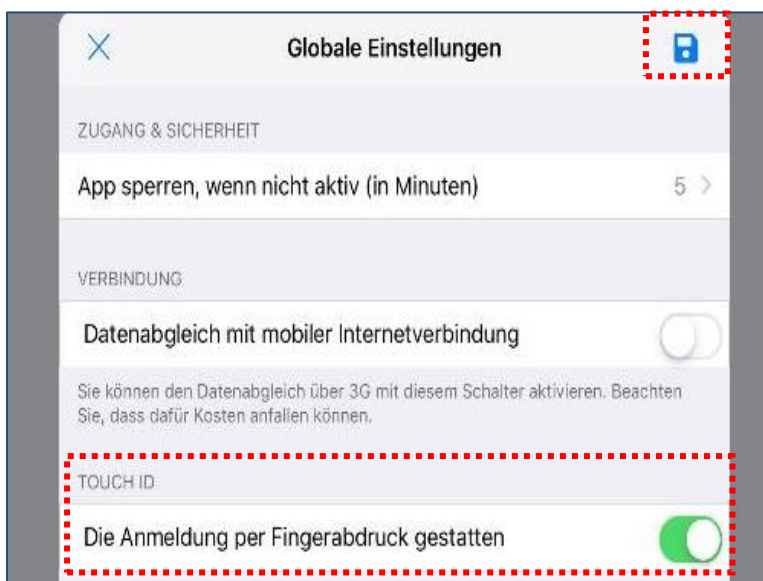 Globale Einstellungen
ZUGANG & SICHERHEIT
App sperren, wenn nicht aktiv (in Minuten) 5
VERBINDUNG
Datenabgleich mit mobiler Internetverbindung
Sie können den Datenabgleich über 3G mit diesem Schalter aktivieren. Beachten
Sie, dass dafür Kosten anfallen können.
TOUCH ID
Die Anmeldung per Fingerabdruck gestatten